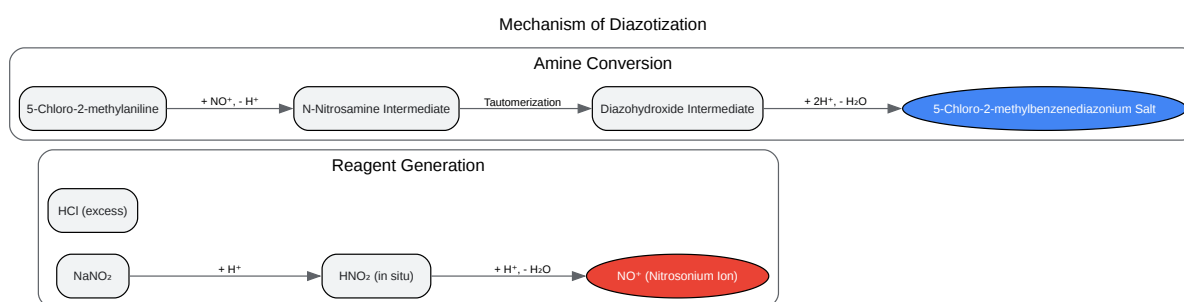 Mechanism of Diazotization
Amine Conversion
5-Chloro-2-methylaniline
+ NO⁺, - H⁺
N-Nitrosamine Intermediate
Tautomerization
Diazohydroxide Intermediate
+ 2H⁺, - H₂O
5-Chloro-2-methylbenzenediazonium Salt
Reagent Generation
HCl (excess)
NaNO₂
+ H⁺
HNO₂ (in situ)
+ H⁺, - H₂O
NO⁺ (Nitrosonium Ion)